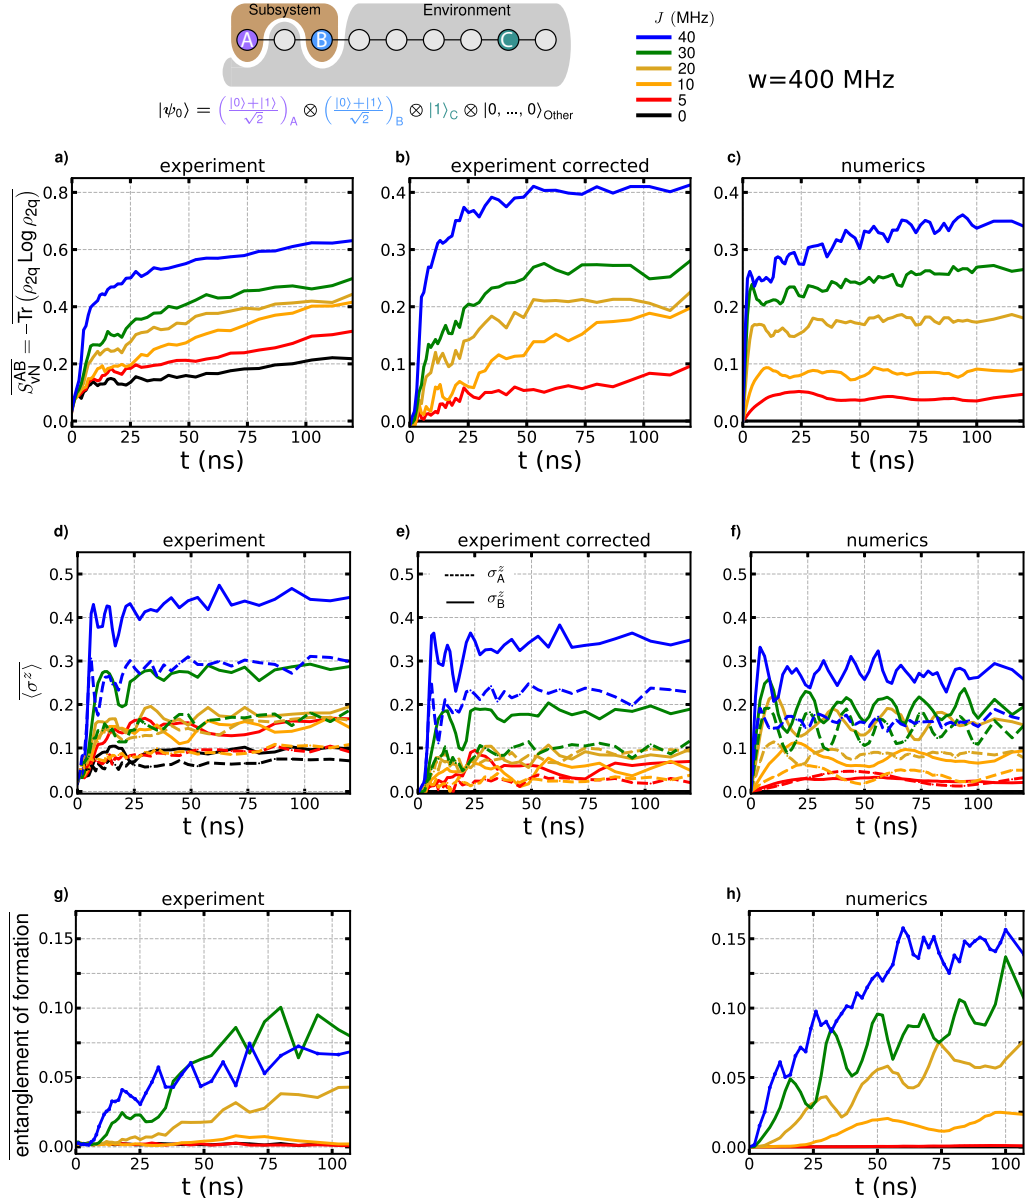 Subsystem
Environment
A
B
C
|ψ₀⟩ = ((|0⟩+|1⟩)/√2)_A ⊗ ((|0⟩+|1⟩)/√2)_B ⊗ |1⟩_C ⊗ |0, ..., 0⟩_Other
J (MHz)
40
30
20
10
5
0
w=400 MHz
a)
experiment
b)
experiment corrected
c)
numerics
S_vN^AB = −Tr (ρ_2q Log ρ_2q)
0.8
0.6
0.4
0.2
0.0
0 25 50 75 100
t (ns)
0.4
0.3
0.2
0.1
0.0
0 25 50 75 100
t (ns)
0.4
0.3
0.2
0.1
0.0
0 25 50 75 100
t (ns)
d)
experiment
e)
experiment corrected
f)
numerics
⟨σ^z⟩
0.5
0.4
0.3
0.2
0.1
0.0
0 25 50 75 100
t (ns)
σ_A^z
σ_B^z
0.5
0.4
0.3
0.2
0.1
0.0
0 25 50 75 100
t (ns)
0.5
0.4
0.3
0.2
0.1
0.0
0 25 50 75 100
t (ns)
g)
experiment
h)
numerics
entanglement of formation
0.15
0.10
0.05
0.00
0 25 50 75 100
t (ns)
0.15
0.10
0.05
0.00
0 25 50 75 100
t (ns)